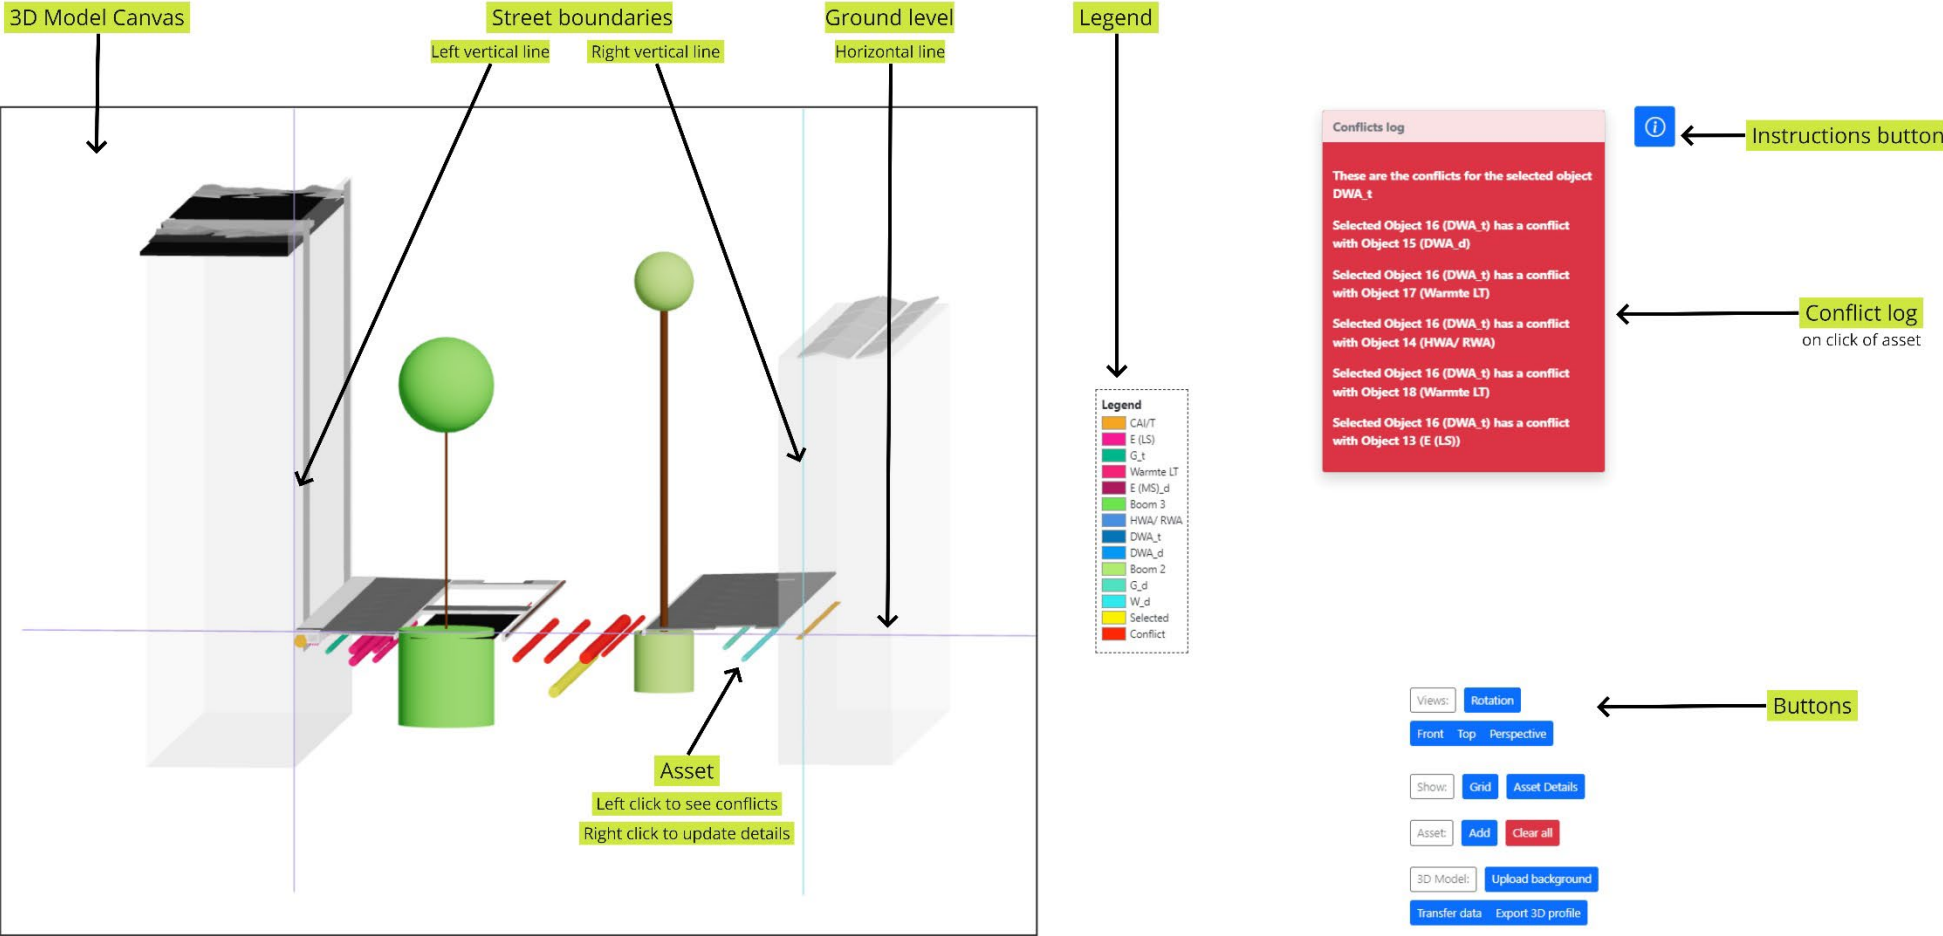 3D Model Canvas
Street boundaries
Ground level
Legend
Left vertical line
Right vertical line
Horizontal line
Conflicts log
Instructions button
These are the conflicts for the selected object
DWA_t
Selected Object 16 (DWA_t) has a conflict
with Object 15 (DWA_d)
Selected Object 16 (DWA_t) has a conflict
with Object 17 (Warmte LT)
Selected Object 16 (DWA_t) has a conflict
with Object 14 (HWA/ RWA)
Selected Object 16 (DWA_t) has a conflict
with Object 18 (Warmte LT)
Selected Object 16 (DWA_t) has a conflict
with Object 13 (E (LS))
Conflict log
on click of asset
Legend
CAI/T
E (LS)
G_t
Warmte LT
E (MS)_d
Boom 3
HWA/ RWA
DWA_t
DWA_d
Boom 2
G_d
W_d
Selected
Conflict
Asset
Left click to see conflicts
Right click to update details
Views:
Rotation
Buttons
Front
Top
Perspective
Show:
Grid
Asset Details
Asset:
Add
Clear all
3D Model:
Upload background
Transfer data
Export 3D profile